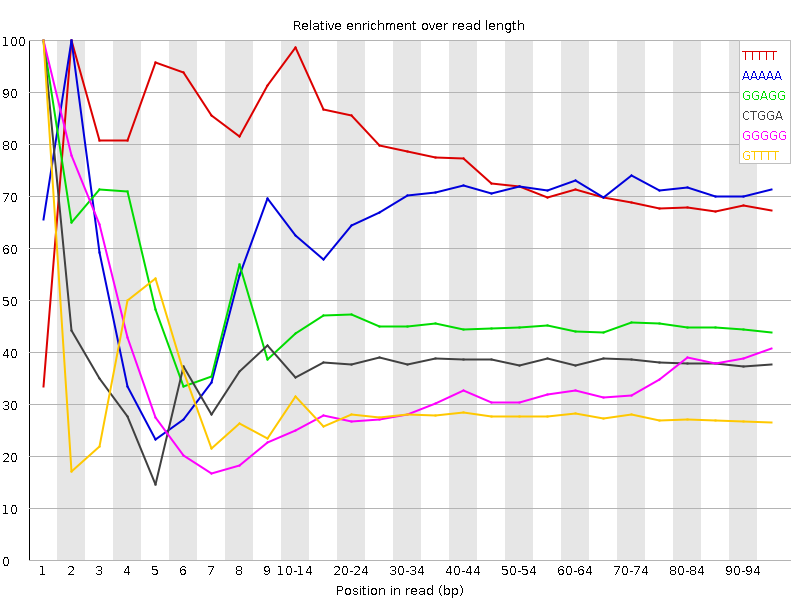 Relative enrichment over read length
100
90
80
70
60
50
40
30
20
10
0
TTTTT
AAAAA
GGAGG
CTGGA
GGGGG
GTTTT
1 2 3 4 5 6 7 8 9 10-14 20-24 30-34 40-44 50-54 60-64 70-74 80-84 90-94
Position in read (bp)